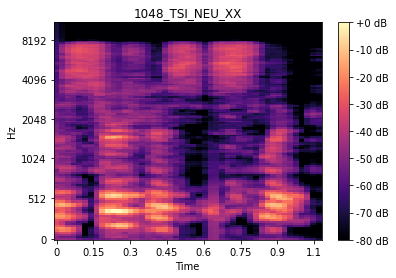 1048_TSI_NEU_XX
+0 dB
8192
-10 dB
4096
-20 dB
-30 dB
2048
Hz
-40 dB
1024
-50 dB
-60 dB
512
-70 dB
0
-80 dB
0 0.15 0.3 0.45 0.6 0.75 0.9 1.1
Time